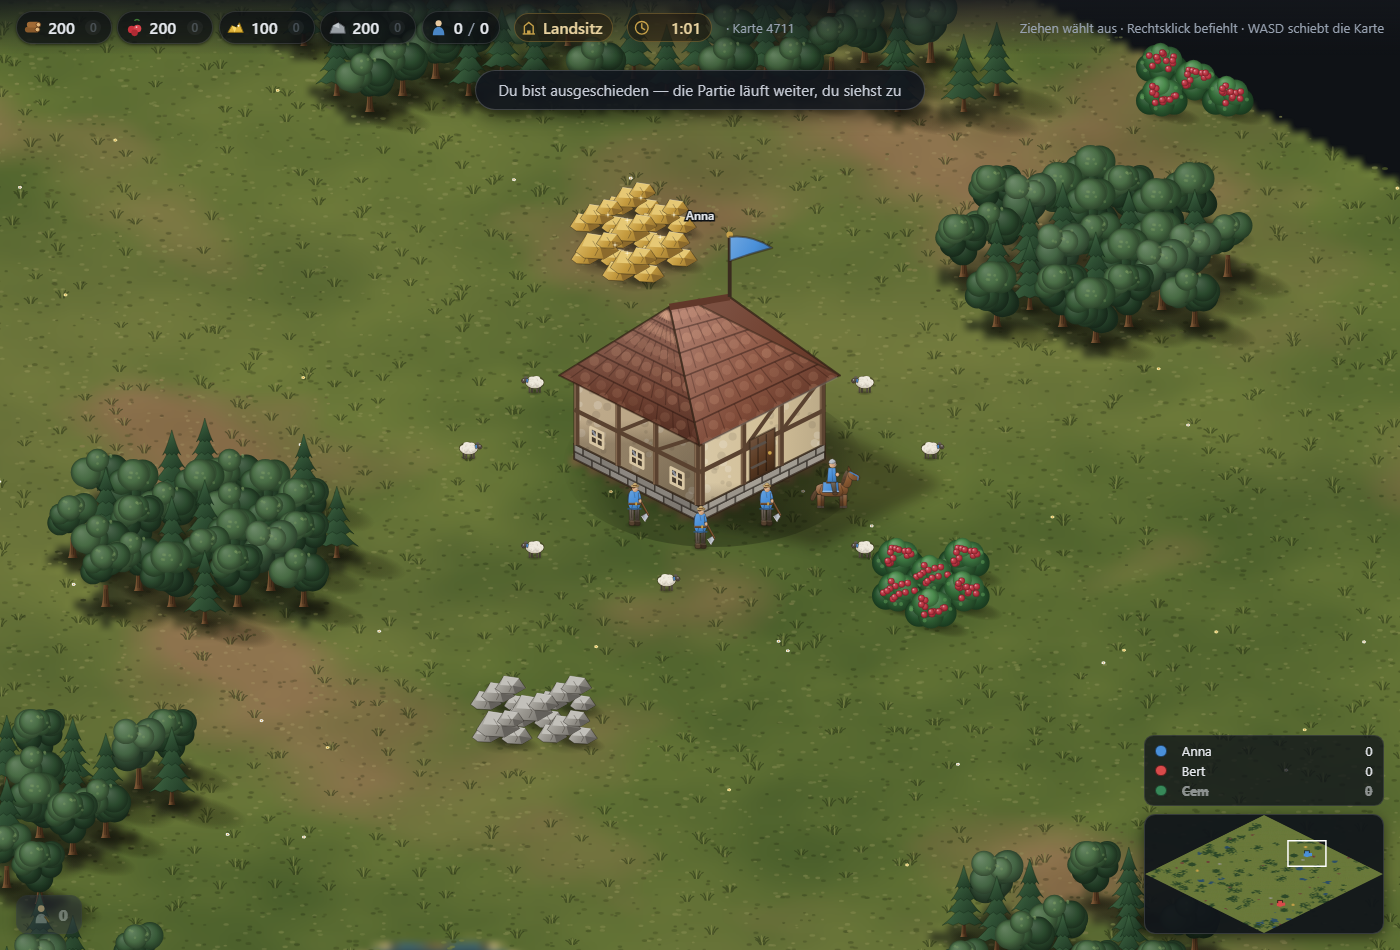 200 0 200 0 100 0 200 0 0 / 0 Landsitz 1:01 · Karte 4711 Ziehen wählt aus · Rechtsklick befiehlt · WASD schiebt die Karte
Du bist ausgeschieden — die Partie läuft weiter, du siehst zu
Anna
Anna 0
Bert 0
Cem 0
0